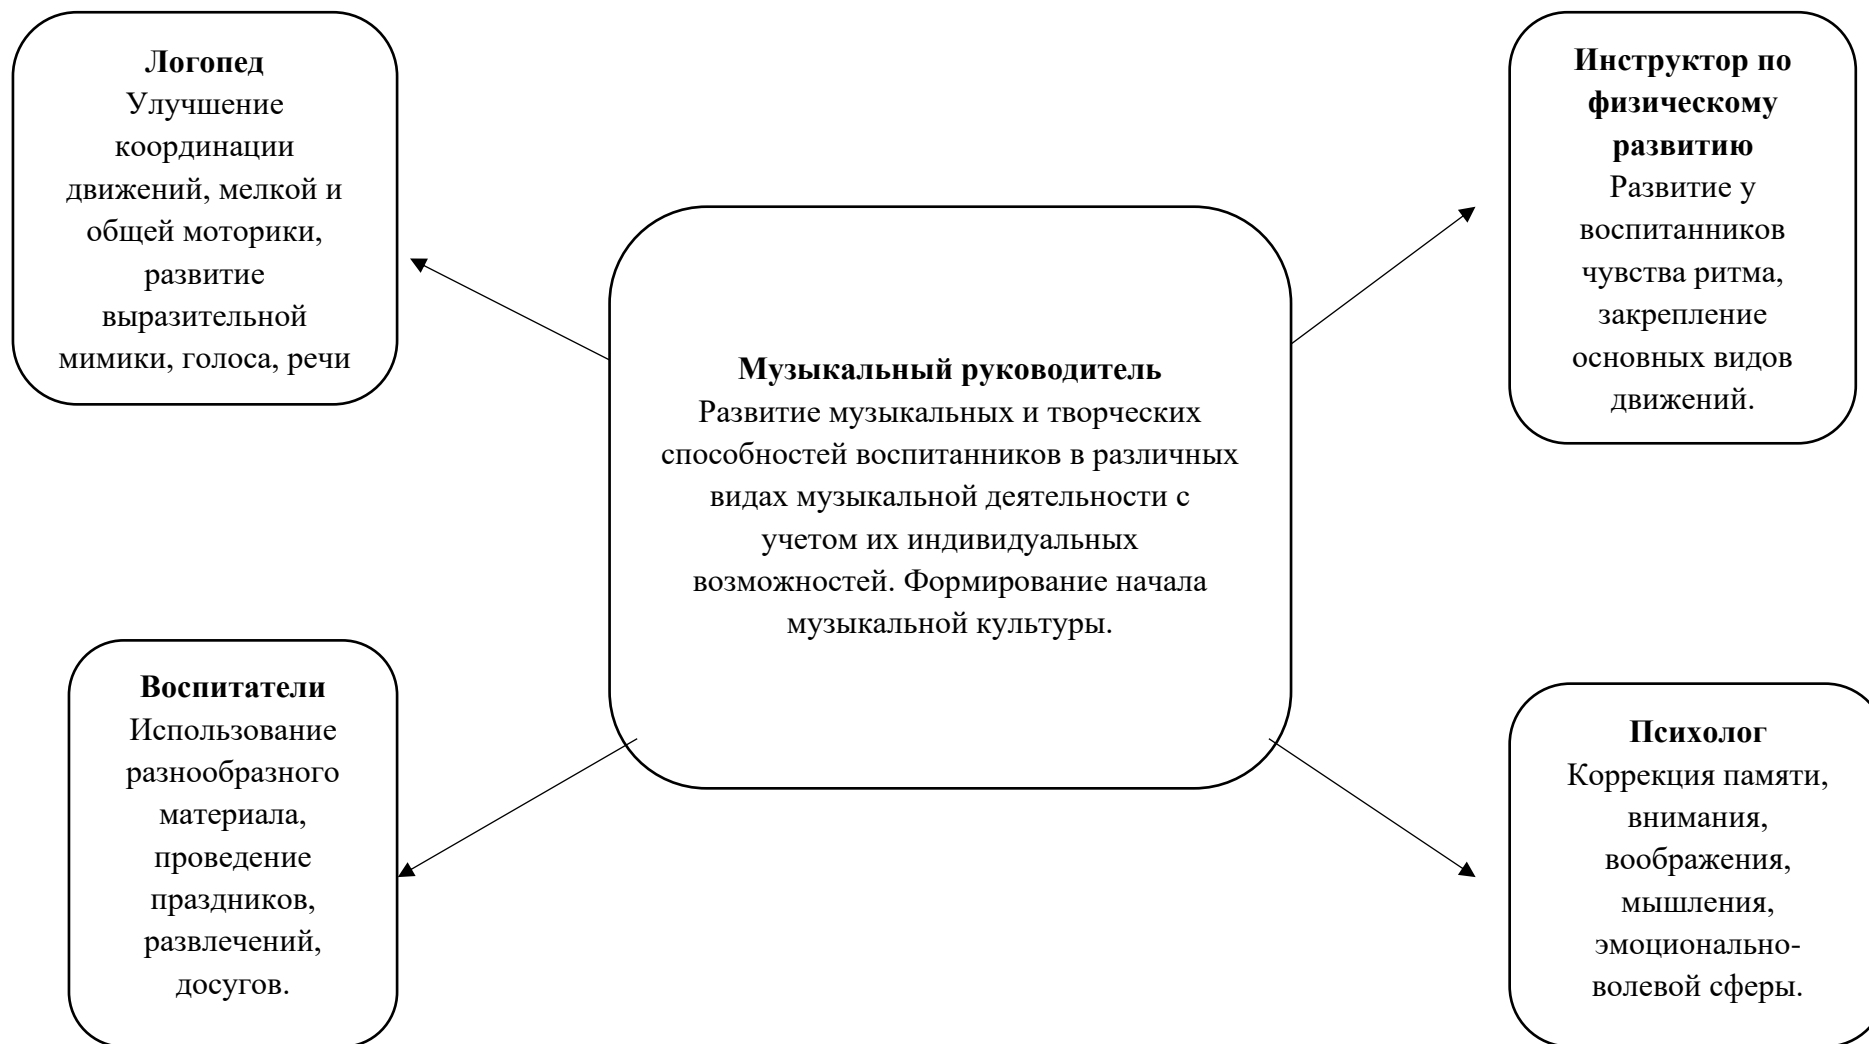 Логопед
Улучшение
координации
движений, мелкой и
общей моторики,
развитие
выразительной
мимики, голоса, речи
Инструктор по
физическому
развитию
Развитие у
воспитанников
чувства ритма,
закрепление
основных видов
движений.
Музыкальный руководитель
Развитие музыкальных и творческих
способностей воспитанников в различных
видах музыкальной деятельности с
учетом их индивидуальных
возможностей. Формирование начала
музыкальной культуры.
Воспитатели
Использование
разнообразного
материала,
проведение
праздников,
развлечений,
досугов.
Психолог
Коррекция памяти,
внимания,
воображения,
мышления,
эмоционально-
волевой сферы.